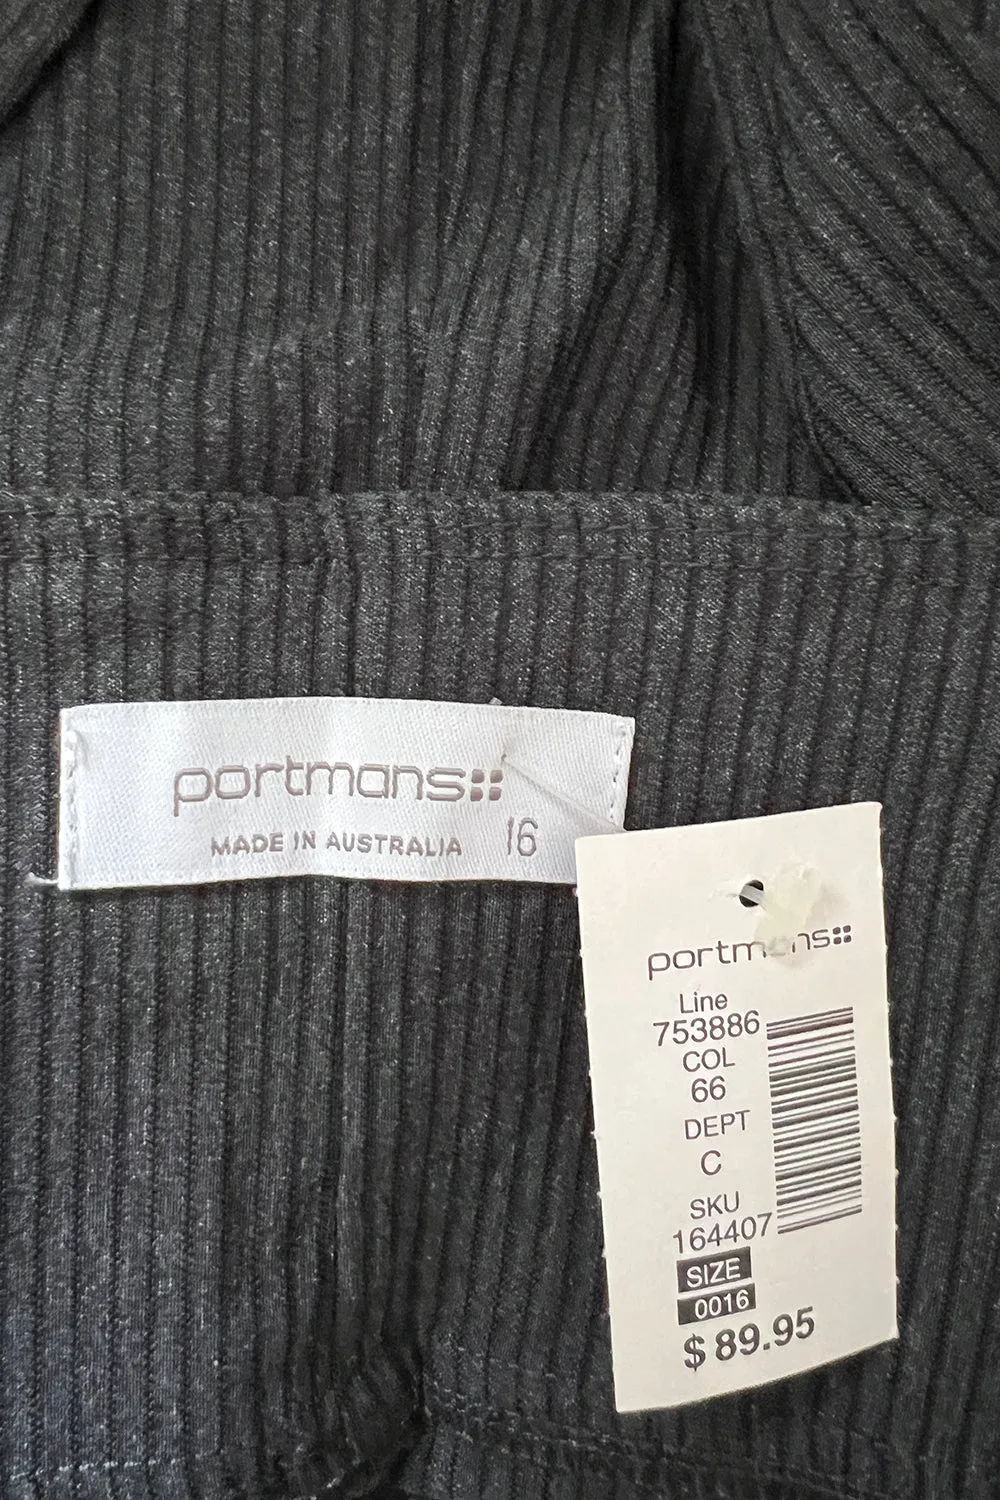 portmans
MADE IN AUSTRALIA 16
portmans
Line
753886
COL
66
DEPT
C
SKU
164407
SIZE
0016
$89.95